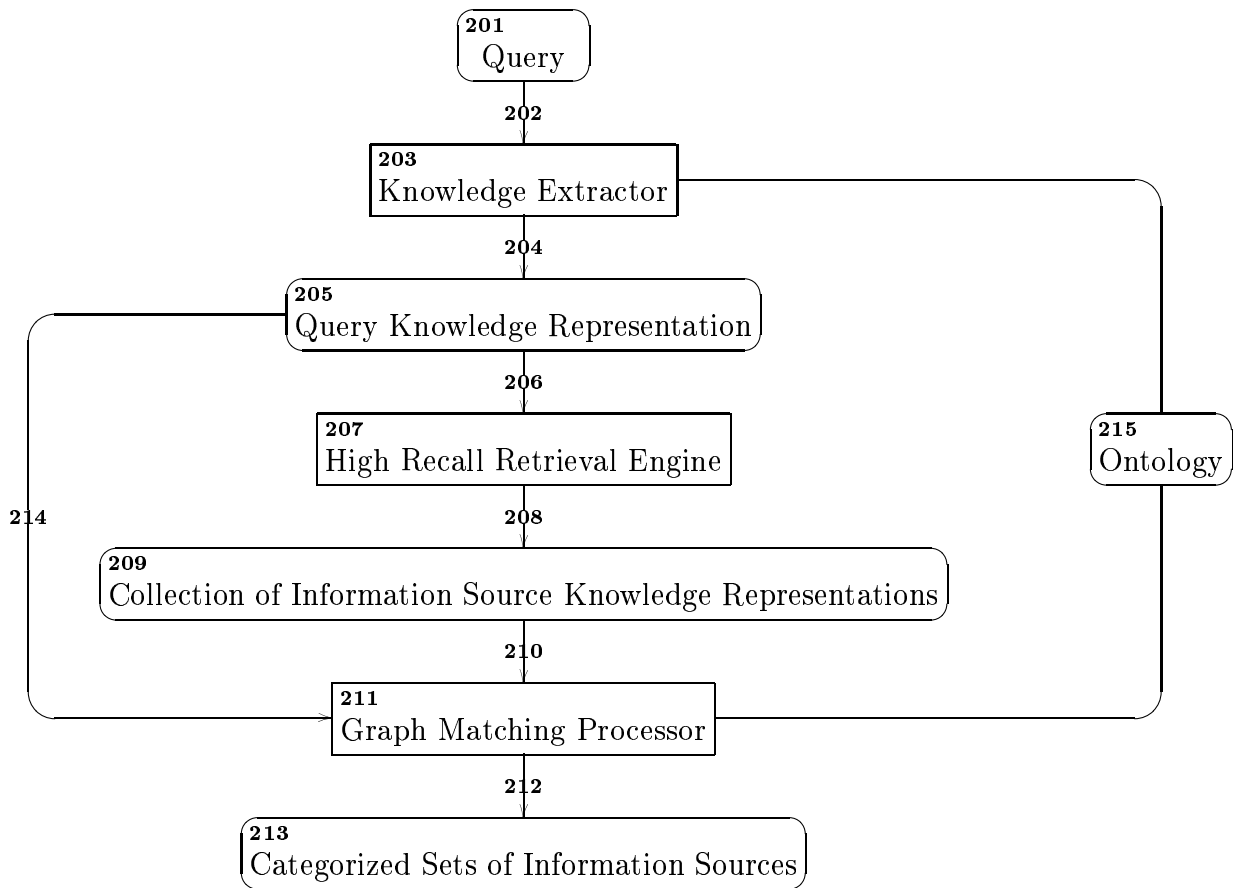 201
Query
202
203
Knowledge Extractor
204
205
Query Knowledge Representation
206
207
High Recall Retrieval Engine
215
Ontology
208
214
209
Collection of Information Source Knowledge Representations
210
211
Graph Matching Processor
212
213
Categorized Sets of Information Sources